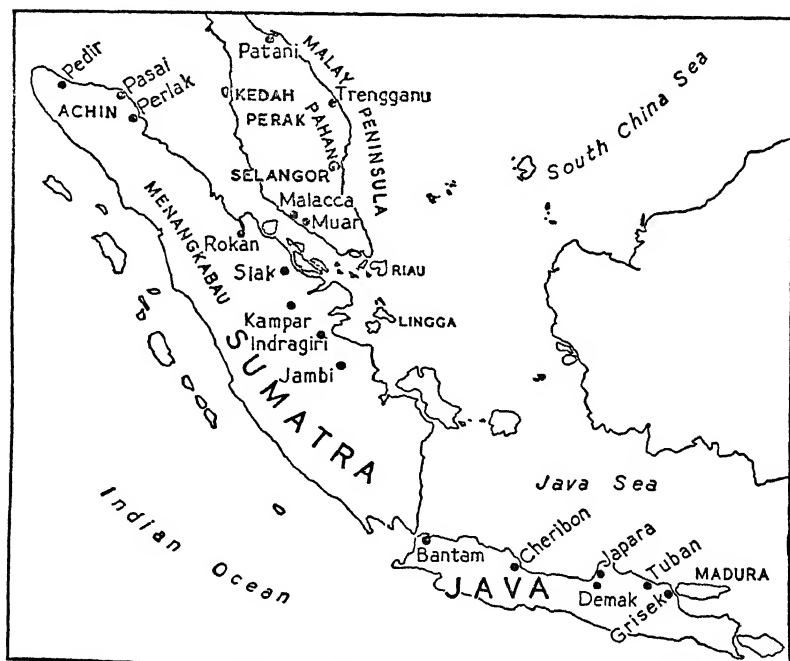 Pedir
Pasai
Perlak
ACHIN
Patani
MALAY PENINSULA
KEDAH
Trengganu
PERAK
PAHANG
South China Sea
SELANGOR
Malacca
Muar
MENANGKABAU
Rokan
Siak
RIAU
Kampar
LINGGA
Indragiri
Jambi
SUMATRA
Indian Ocean
Java Sea
Bantam
Cheribon
Japara
Tuban
MADURA
JAVA
Demak
Grisek